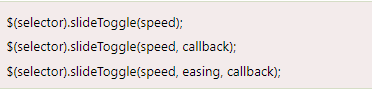 $(selector).slideToggle(speed);
$(selector).slideToggle(speed, callback);
$(selector).slideToggle(speed, easing, callback);